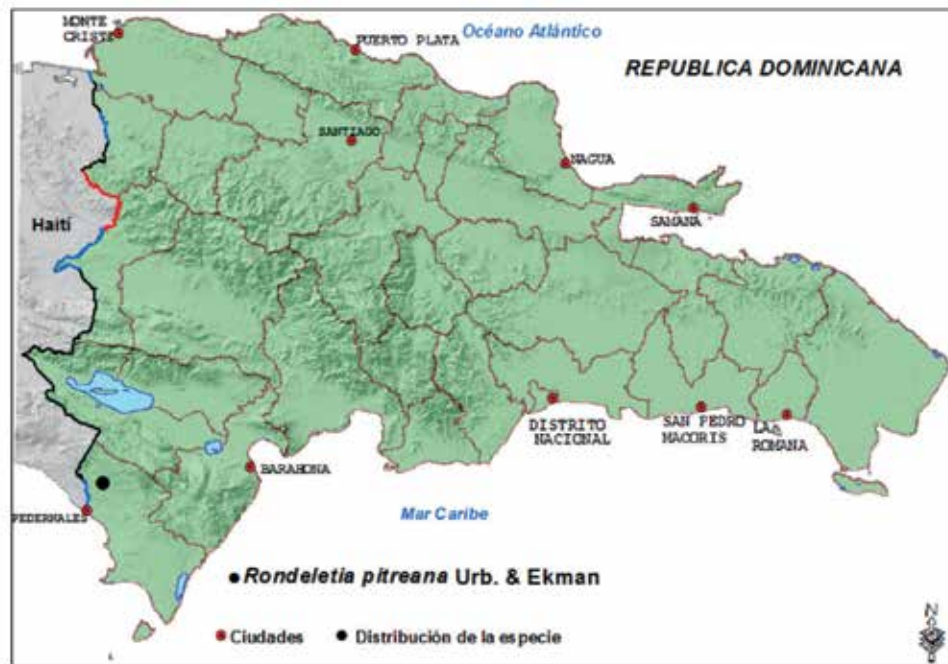 MONTE
CRISTE
PUERTO PLATA
Océano Atlántico
REPUBLICA DOMINICANA
SANTIAGO
NAGUA
SAMANA
Haití
DISTRITO
NACIONAL
SAN PEDRO
MACORIS
LA
ROMANA
BARAHONA
PEDERNALES
Mar Caribe
Rondeletia pitreana Urb. & Ekman
Ciudades
Distribución de la especie
N